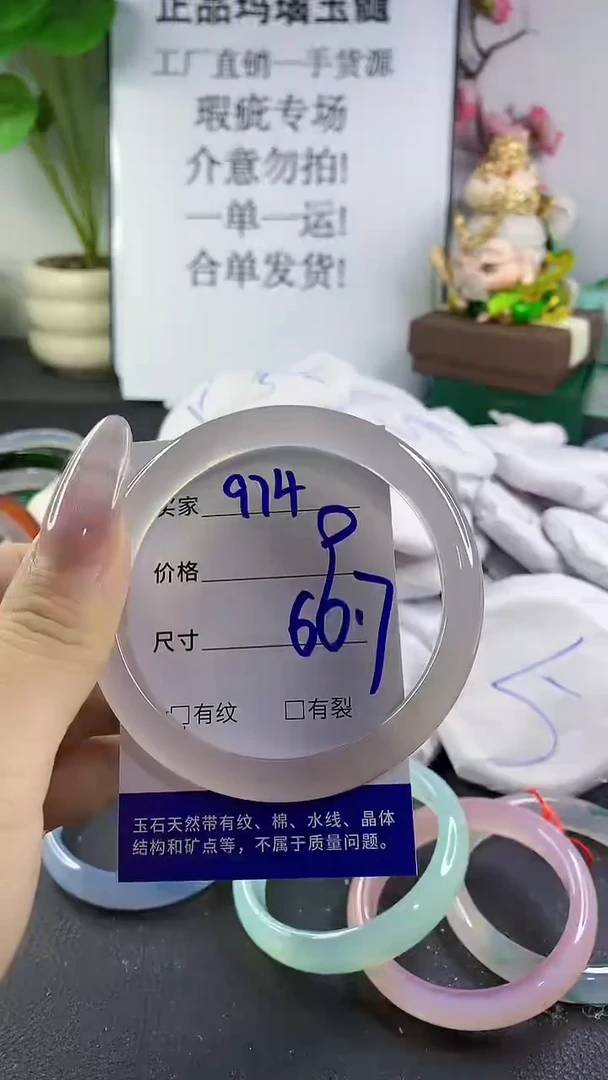 正品玛瑙玉髓
工厂直销一手货源
瑕疵专场
介意勿拍!
一单一运!
合单发货!
买家 974
价格
尺寸 60.7
□有纹 □有裂
玉石天然带有纹、棉、水线、晶体
结构和矿点等，不属于质量问题。